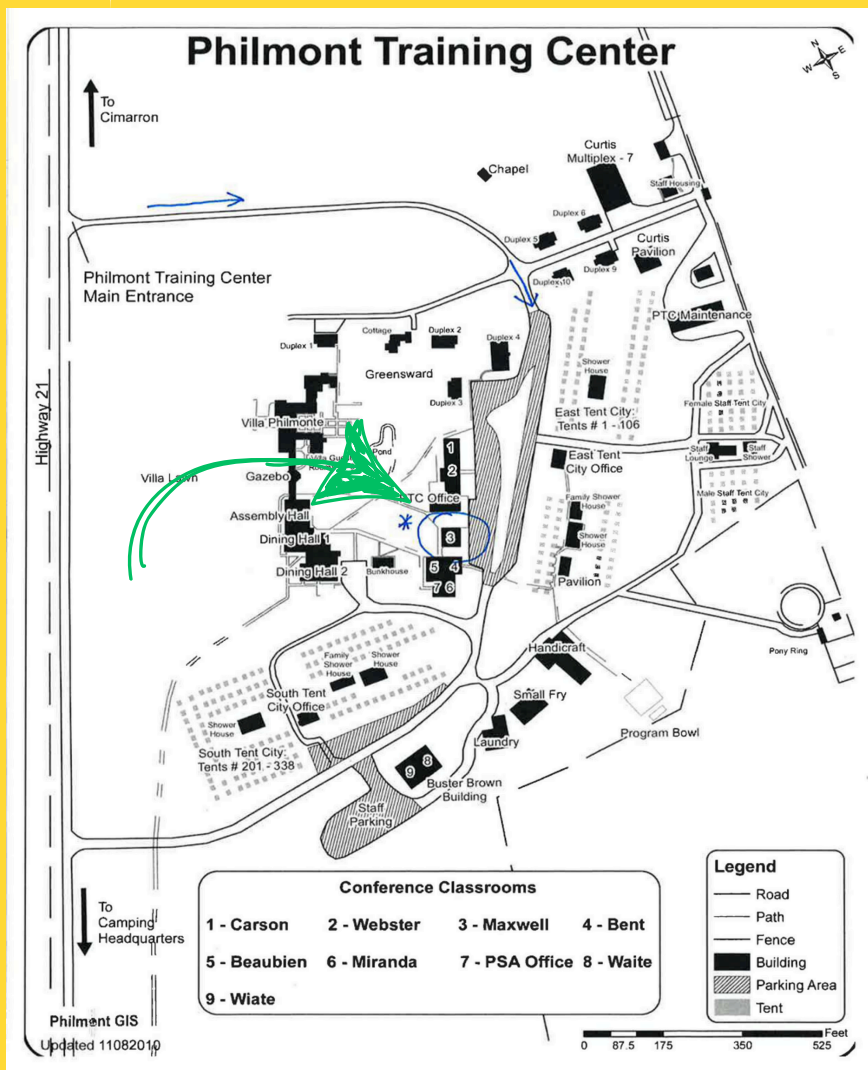 Philmont Training Center
N
E
W
S
To
Cimarron
Chapel
Curtis
Multiplex - 7
Staff Housing
Duplex 6
Duplex 5
Curtis
Pavilion
Duplex 9
Duplex 10
Philmont Training Center
Main Entrance
PTC Maintenance
Cottage
Duplex 2
Duplex 4
Duplex 1
Greensward
Shower
House
Duplex 3
East Tent City:
Tents # 1 - 106
Female Staff Tent City
Highway 21
Villa Philmonte
Pond
1
2
East Tent
City Office
Staff
Lounge
Staff
Shower
Villa
Villa Lawn
Gazebo
Office
Male Staff Tent City
Family Shower
House
Assembly Hall
*
3
Shower
House
Dining Hall 1
Dining Hall 2
Bunkhouse
5 4
7 6
Pavilion
Pony Ring
Handicraft
Family
Shower
House
Shower
House
South Tent
City Office
Small Fry
Program Bowl
Shower
House
Laundry
South Tent City:
Tents # 201 - 338
9 8
Buster Brown
Building
Staff
Parking
To
Camping
Headquarters
Conference Classrooms
1 - Carson 2 - Webster 3 - Maxwell 4 - Bent
5 - Beaubien 6 - Miranda 7 - PSA Office 8 - Waite
9 - Wiate
Legend
Road
Path
Fence
Building
Parking Area
Tent
Philmont GIS
Updated 11082010
Feet
0 87.5 175 350 525